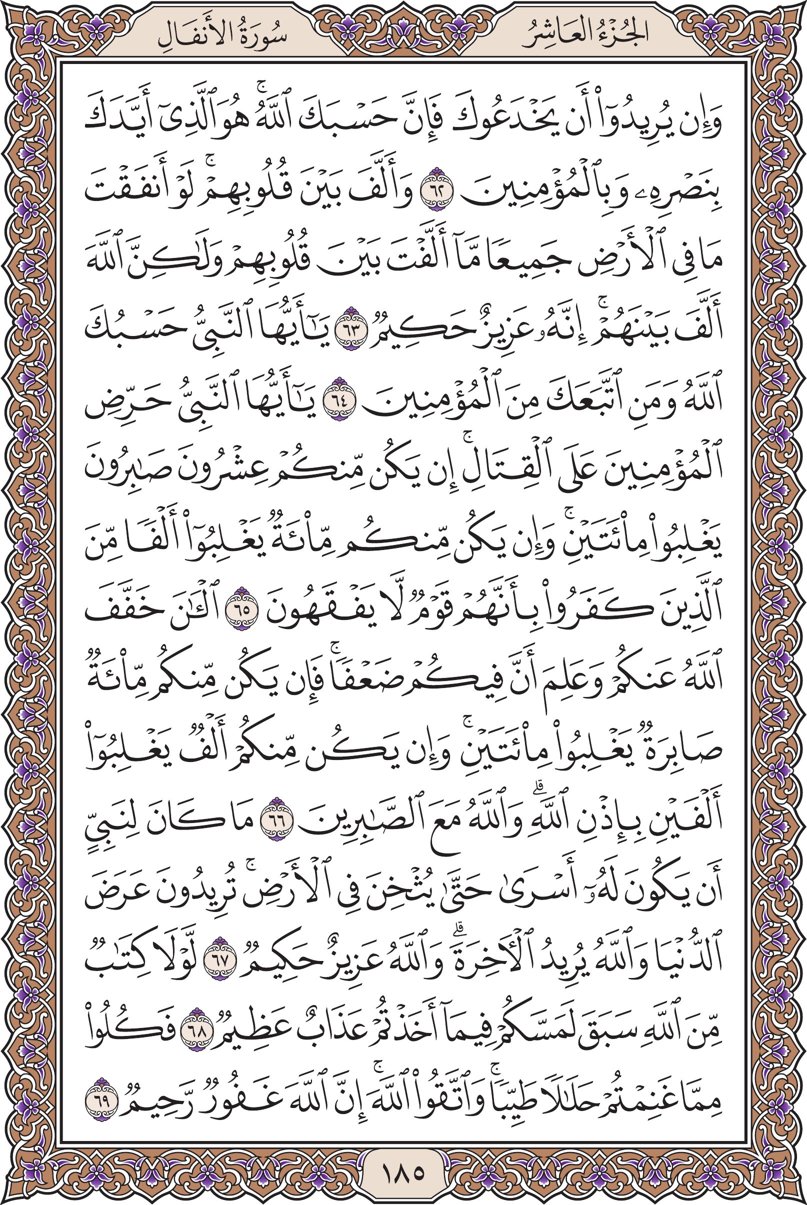 الجُزْءُ العَاشِرُ
سُورَةُ الأَنفَالِ
وَإِن يُرِيدُوٓاْ أَن يَخۡدَعُوكَ فَإِنَّ حَسۡبَكَ ٱللَّهُۚ هُوَ ٱلَّذِيٓ أَيَّدَكَ
بِنَصۡرِهِۦ وَبِٱلۡمُؤۡمِنِينَ ٦٢ وَأَلَّفَ بَيۡنَ قُلُوبِهِمۡۚ لَوۡ أَنفَقۡتَ
مَا فِي ٱلۡأَرۡضِ جَمِيعٗا مَّآ أَلَّفۡتَ بَيۡنَ قُلُوبِهِمۡ وَلَٰكِنَّ ٱللَّهَ
أَلَّفَ بَيۡنَهُمۡۚ إِنَّهُۥ عَزِيزٌ حَكِيمٞ ٦٣ يَٰٓأَيُّهَا ٱلنَّبِيُّ حَسۡبُكَ
ٱللَّهُ وَمَنِ ٱتَّبَعَكَ مِنَ ٱلۡمُؤۡمِنِينَ ٦٤ يَٰٓأَيُّهَا ٱلنَّبِيُّ حَرِّضِ
ٱلۡمُؤۡمِنِينَ عَلَى ٱلۡقِتَالِۚ إِن يَكُن مِّنكُمۡ عِشۡرُونَ صَٰبِرُونَ
يَغۡلِبُواْ مِاْئَتَيۡنِۚ وَإِن يَكُن مِّنكُم مِّاْئَةٞ يَغۡلِبُوٓاْ أَلۡفٗا مِّنَ
ٱلَّذِينَ كَفَرُواْ بِأَنَّهُمۡ قَوۡمٞ لَّا يَفۡقَهُونَ ٦٥ ٱلۡـَٰٔنَ خَفَّفَ
ٱللَّهُ عَنكُمۡ وَعَلِمَ أَنَّ فِيكُمۡ ضَعۡفٗاۚ فَإِن يَكُن مِّنكُم مِّاْئَةٞ
صَابِرَةٞ يَغۡلِبُواْ مِاْئَتَيۡنِۚ وَإِن يَكُن مِّنكُمۡ أَلۡفٞ يَغۡلِبُوٓاْ
أَلۡفَيۡنِ بِإِذۡنِ ٱللَّهِۗ وَٱللَّهُ مَعَ ٱلصَّٰبِرِينَ ٦٦ مَا كَانَ لِنَبِيٍّ
أَن يَكُونَ لَهُۥٓ أَسۡرَىٰ حَتَّىٰ يُثۡخِنَ فِي ٱلۡأَرۡضِۚ تُرِيدُونَ عَرَضَ
ٱلدُّنۡيَا وَٱللَّهُ يُرِيدُ ٱلۡأٓخِرَةَۗ وَٱللَّهُ عَزِيزٌ حَكِيمٞ ٦٧ لَّوۡلَا كِتَٰبٞ
مِّنَ ٱللَّهِ سَبَقَ لَمَسَّكُمۡ فِيمَآ أَخَذۡتُمۡ عَذَابٌ عَظِيمٞ ٦٨ فَكُلُواْ
مِمَّا غَنِمۡتُمۡ حَلَٰلٗا طَيِّبٗاۚ وَٱتَّقُواْ ٱللَّهَۚ إِنَّ ٱللَّهَ غَفُورٞ رَّحِيمٞ ٦٩
١٨٥